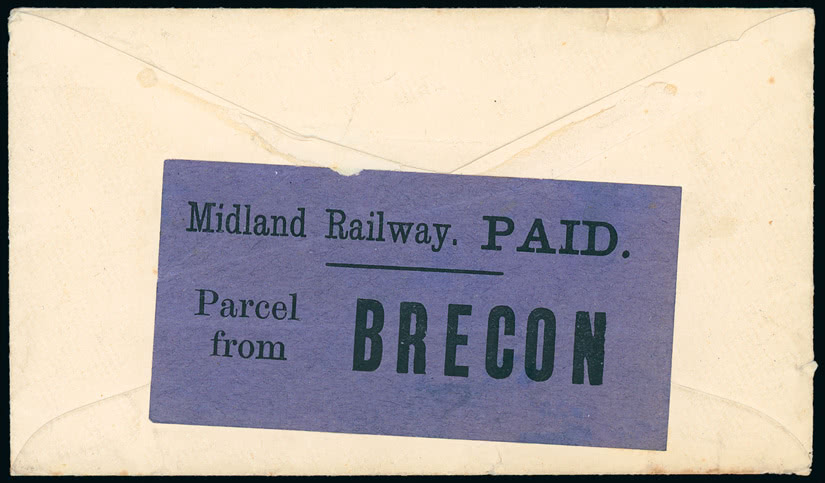 Midland Railway. PAID.
Parcel
from
BRECON